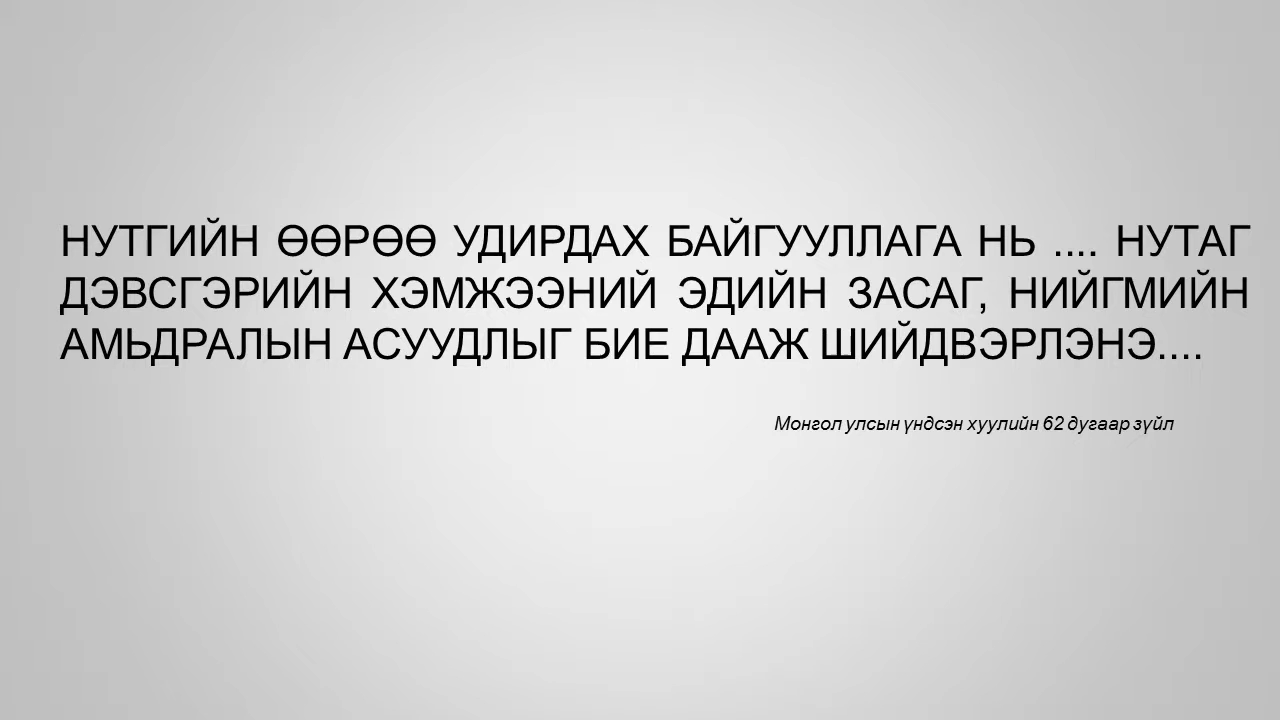 НУТГИЙН ӨӨРӨӨ УДИРДАХ БАЙГУУЛЛАГА НЬ .... НУТАГ
ДЭВСГЭРИЙН ХЭМЖЭЭНИЙ ЭДИЙН ЗАСАГ, НИЙГМИЙН
АМЬДРАЛЫН АСУУДЛЫГ БИЕ ДААЖ ШИЙДВЭРЛЭНЭ....
Монгол улсын үндсэн хуулийн 62 дугаар зүйл